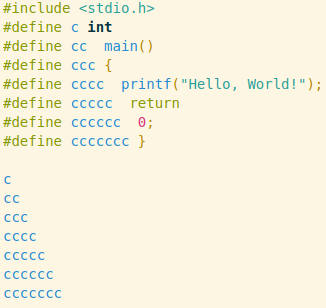 #include <stdio.h>
#define c int
#define cc  main()
#define ccc {
#define cccc  printf("Hello, World!");
#define ccccc  return
#define cccccc  0;
#define ccccccc }

c
cc
ccc
cccc
ccccc
cccccc
ccccccc